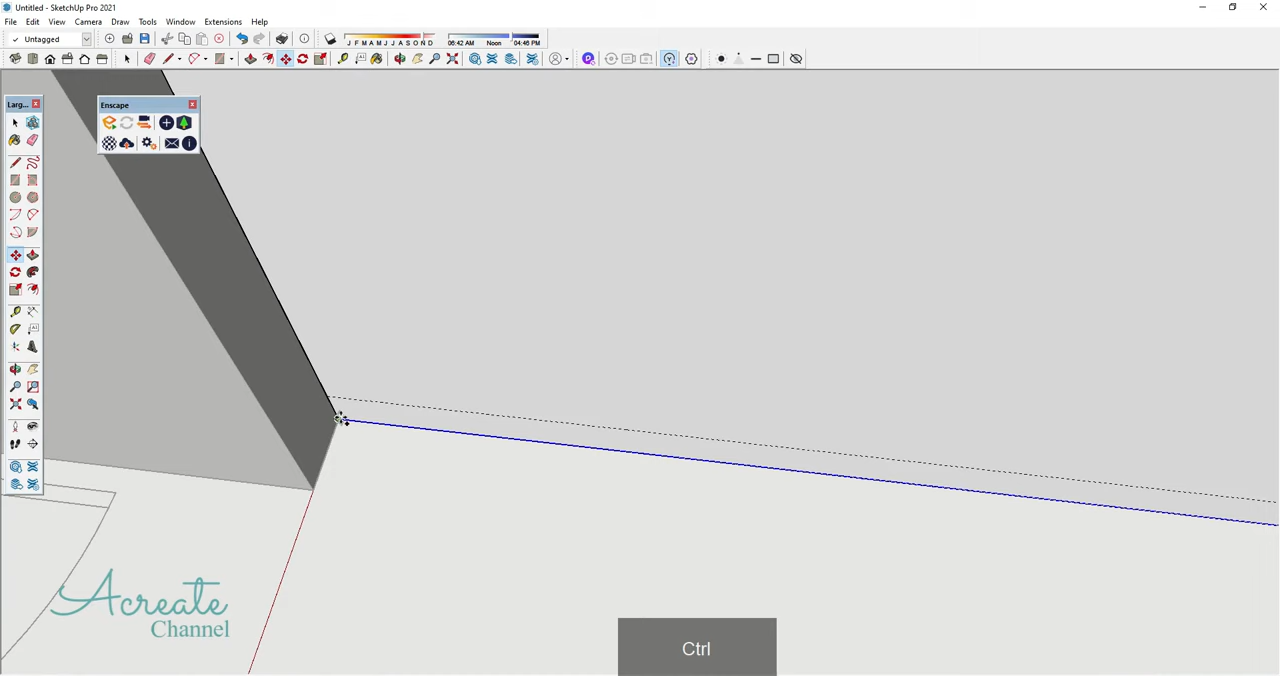 Untitled - SketchUp Pro 2021
File Edit View Camera Draw Tools Window Extensions Help
Untagged
J F M A M J J A S O N D
06:42 AM Noon 04:46 PM
Larg...
Enscape
Acreate
Channel
Ctrl